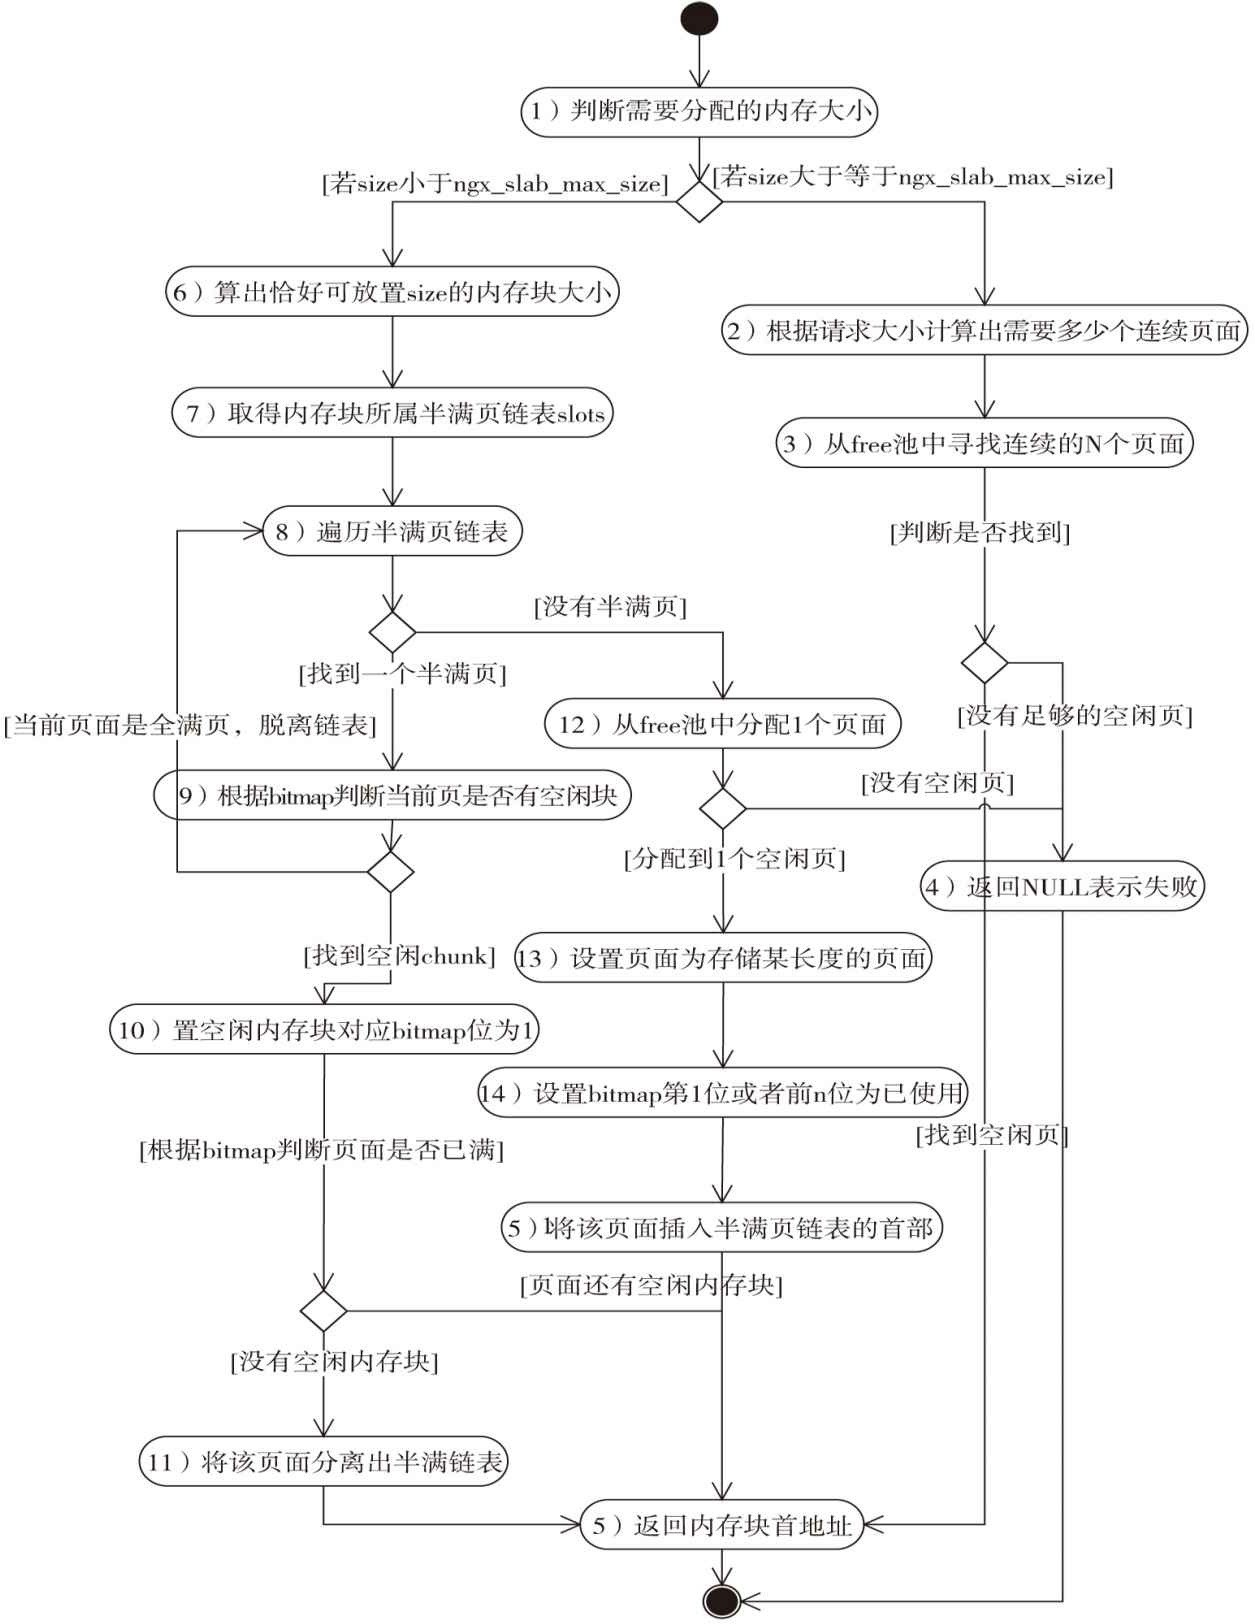 1）判断需要分配的内存大小
[若size小于ngx_slab_max_size]
[若size大于等于ngx_slab_max_size]
6）算出恰好可放置size的内存块大小
2）根据请求大小计算出需要多少个连续页面
7）取得内存块所属半满页链表slots
3）从free池中寻找连续的N个页面
8）遍历半满页链表
[判断是否找到]
[没有半满页]
[找到一个半满页]
[当前页面是全满页，脱离链表]
12）从free池中分配1个页面
[没有足够的空闲页]
9）根据bitmap判断当前页是否有空闲块
[没有空闲页]
[分配到1个空闲页]
4）返回NULL表示失败
[找到空闲chunk]
13）设置页面为存储某长度的页面
10）置空闲内存块对应bitmap位为1
14）设置bitmap第1位或者前n位为已使用
[找到空闲页]
[根据bitmap判断页面是否已满]
5）1将该页面插入半满页链表的首部
[页面还有空闲内存块]
[没有空闲内存块]
11）将该页面分离出半满链表
5）返回内存块首地址